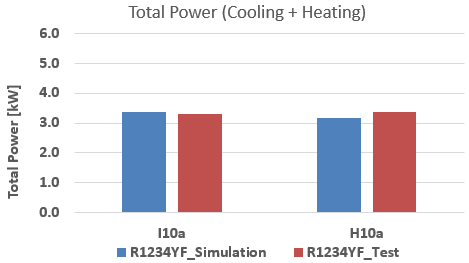 Total Power (Cooling + Heating)
6.0
5.0
4.0
3.0
2.0
1.0
0.0
Total Power [kW]
I10a H10a
R1234YF_Simulation R1234YF_Test